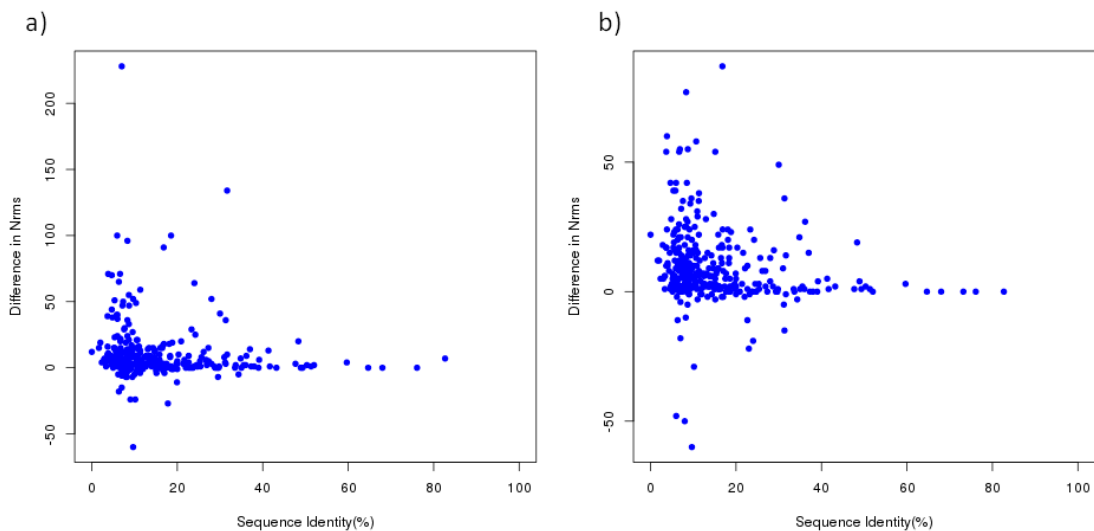 a)
200
150
100
50
0
-50
Difference in Nrms
0 20 40 60 80 100
Sequence Identity(%)
b)
50
0
-50
Difference in Nrms
0 20 40 60 80 100
Sequence Identity(%)